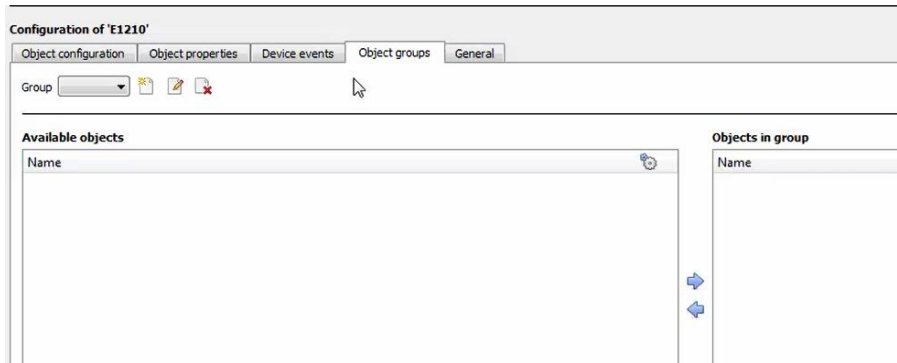 Configuration of 'E1210'
Object configuration Object properties Device events Object groups General
Group
Available objects Objects in group
Name Name